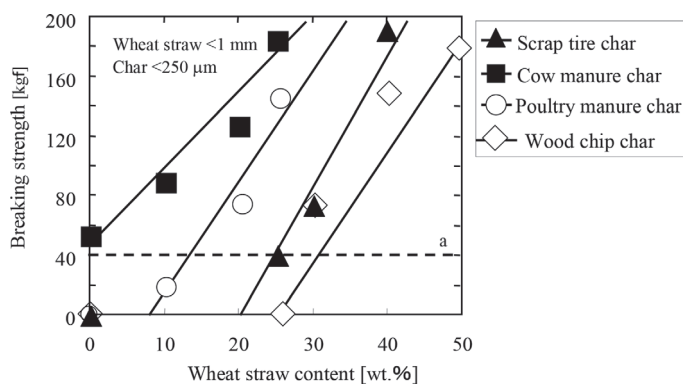 200
160
120
80
40
0
Breaking strength [kgf]
Wheat straw <1 mm
Char <250 μm
a
0 10 20 30 40 50
Wheat straw content [wt.%]
Scrap tire char
Cow manure char
Poultry manure char
Wood chip char